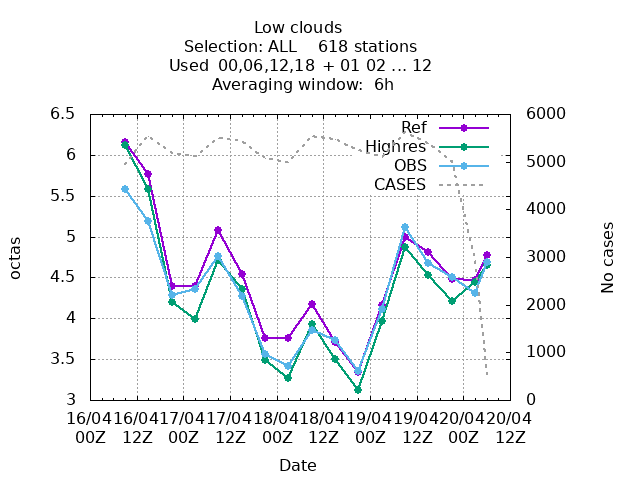 Low clouds
Selection: ALL    618 stations
Used  00,06,12,18  + 01 02 ... 12
Averaging window:  6h
6.5
6
5.5
5
4.5
4
3.5
3
octas
6000
5000
4000
3000
2000
1000
0
No cases
Ref
Highres
OBS
CASES
16/04 16/04 17/04 17/04 18/04 18/04 19/04 19/04 20/04 20/04
00Z 12Z 00Z 12Z 00Z 12Z 00Z 12Z 00Z 12Z
Date